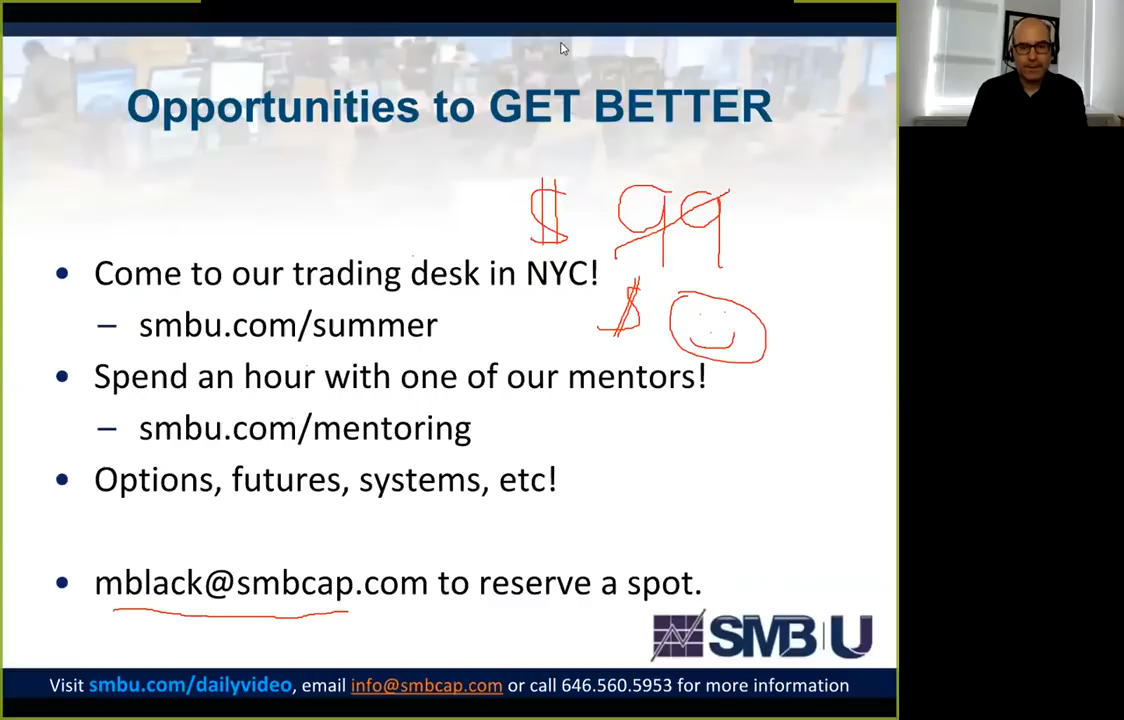 Opportunities to GET BETTER
$ 99
• Come to our trading desk in NYC!
$
– smbu.com/summer
• Spend an hour with one of our mentors!
– smbu.com/mentoring
• Options, futures, systems, etc!
• mblack@smbcap.com to reserve a spot.
SMB U
Visit smbu.com/dailyvideo, email info@smbcap.com or call 646.560.5953 for more information